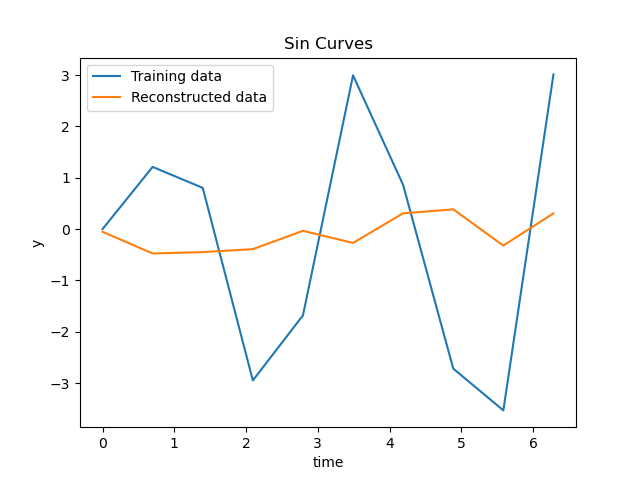 Sin Curves
Training data
Reconstructed data
3
2
1
0
−1
−2
−3
y
0 1 2 3 4 5 6
time